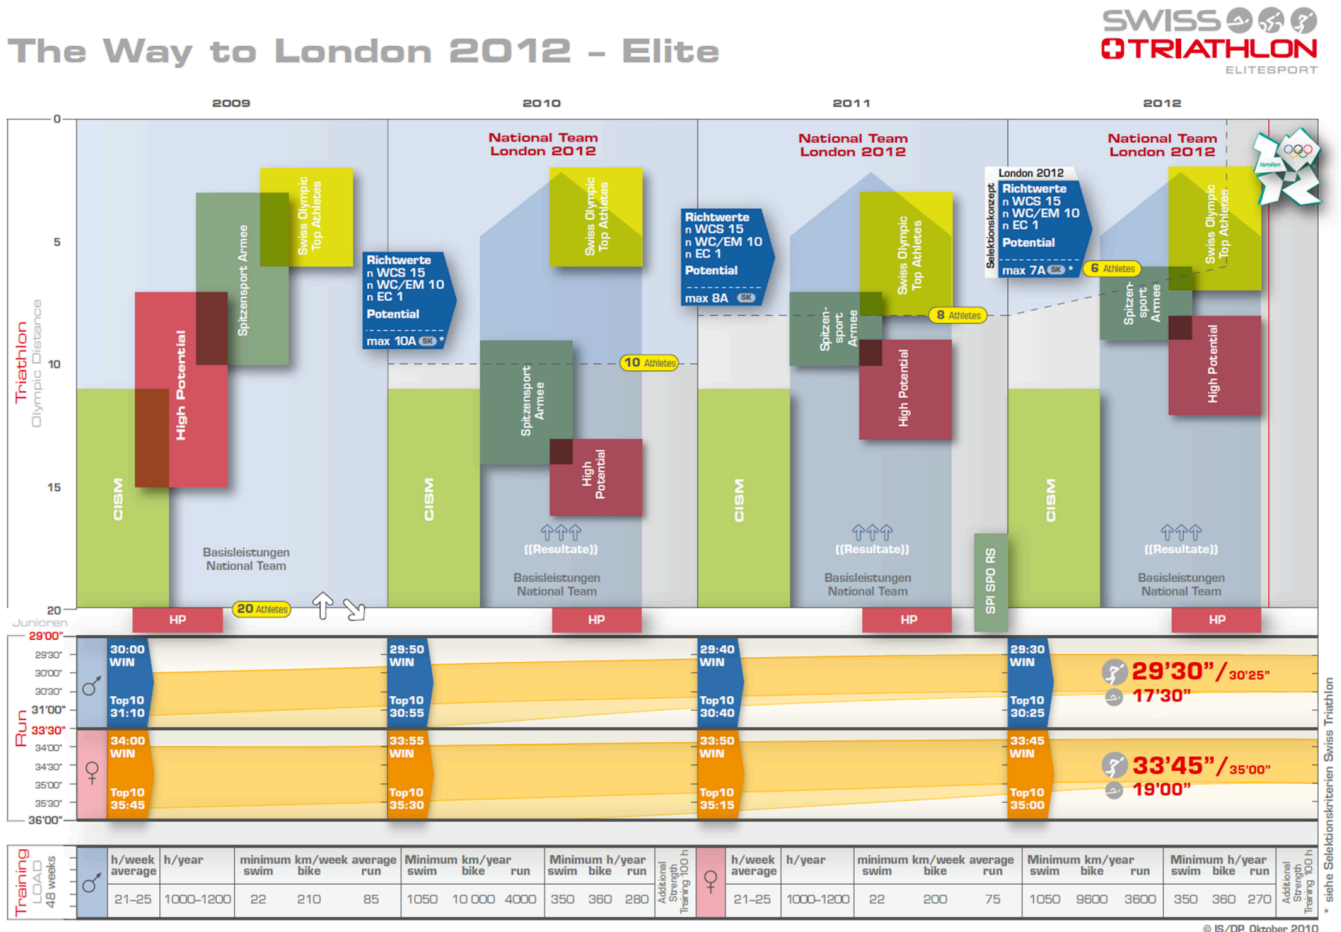 The Way to London 2012 – Elite
SWISS
TRIATHLON
ELITESPORT
2009
2010
2011
2012
Triathlon
Olympic Distance
0
5
10
15
20
Junioren
CISM
High Potential
Spitzensport Armee
Swiss Olympic
Top Athletes
Basisleistungen
National Team
HP
20 Athletes
Richtwerte
n WCS 15
n WC/EM 10
n EC 1
Potential
max 10A SK *
National Team
London 2012
CISM
Spitzensport
Armee
High
Potential
Swiss Olympic
Top Athletes
10 Athletes
((Resultate))
Basisleistungen
National Team
HP
Richtwerte
n WCS 15
n WC/EM 10
n EC 1
Potential
max 8A SK
National Team
London 2012
CISM
Spitzen-
sport
Armee
High Potential
Swiss Olympic
Top Athletes
8 Athletes
((Resultate))
Basisleistungen
National Team
HP
SPI SPO RS
Selektionskonzept
London 2012
Richtwerte
n WCS 15
n WC/EM 10
n EC 1
Potential
max 7A SK *
National Team
London 2012
CISM
Spitzen-
sport
Armee
High Potential
Swiss Olympic
Top Athletes
6 Athletes
((Resultate))
Basisleistungen
National Team
HP
london
Run
29'00"
29'30"
30'00"
30'30"
31'00"
33'30"
34'00"
34'30"
35'00"
35'30"
36'00"
♂
30:00
WIN
Top10
31:10
29:50
WIN
Top10
30:55
29:40
WIN
Top10
30:40
29:30
WIN
Top10
30:25
29'30"/30'25"
17'30"
♀
34:00
WIN
Top10
35:45
33:55
WIN
Top10
35:30
33:50
WIN
Top10
35:15
33:45
WIN
Top10
35:00
33'45"/35'00"
19'00"
Training
LOAD
48 weeks
♂
h/week average
21–25
h/year
1000–1200
minimum km/week average
swim bike run
22 210 85
Minimum km/year
swim bike run
1050 10 000 4000
Minimum h/year
swim bike run
350 360 280
Additional
Strength
Training 100 h
♀
h/week average
21–25
h/year
1000–1200
minimum km/week average
swim bike run
22 200 75
Minimum km/year
swim bike run
1050 9600 3600
Minimum h/year
swim bike run
350 360 270
Additional
Strength
Training 100 h
* siehe Selektionskriterien Swiss Triathlon
© IS/DP, Oktober 2010